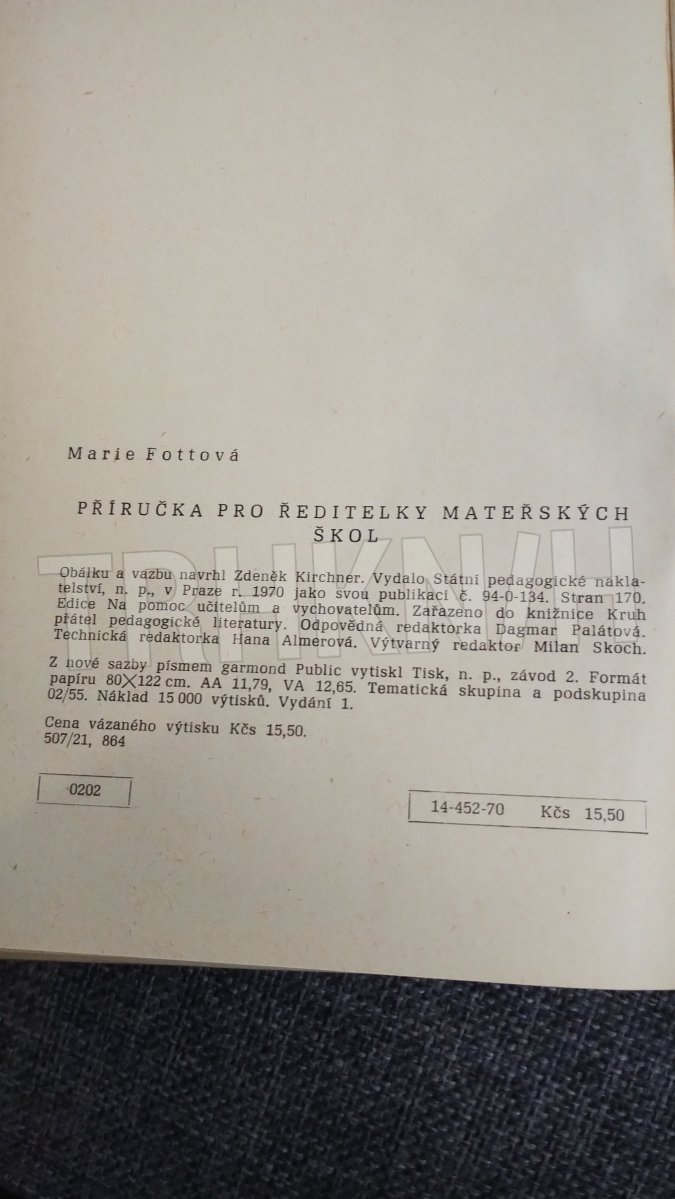 Marie Fottová
PŘÍRUČKA PRO ŘEDITELKY MATEŘSKÝCH
ŠKOL
Obálku a vazbu navrhl Zdeněk Kirchner. Vydalo Státní pedagogické nakla-
telství, n. p., v Praze r. 1970 jako svou publikaci č. 94-0-134. Stran 170.
Edice Na pomoc učitelům a vychovatelům. Zařazeno do knižnice Kruh
přátel pedagogické literatury. Odpovědná redaktorka Dagmar Palátová.
Technická redaktorka Hana Almerová. Výtvarný redaktor Milan Skoch.
Z nové sazby písmem garmond Public vytiskl Tisk, n. p., závod 2. Formát
papíru 80×122 cm. AA 11,79, VA 12,65. Tematická skupina a podskupina
02/55. Náklad 15 000 výtisků. Vydání 1.
Cena vázaného výtisku Kčs 15,50.
507/21, 864
0202
14-452-70 Kčs 15,50